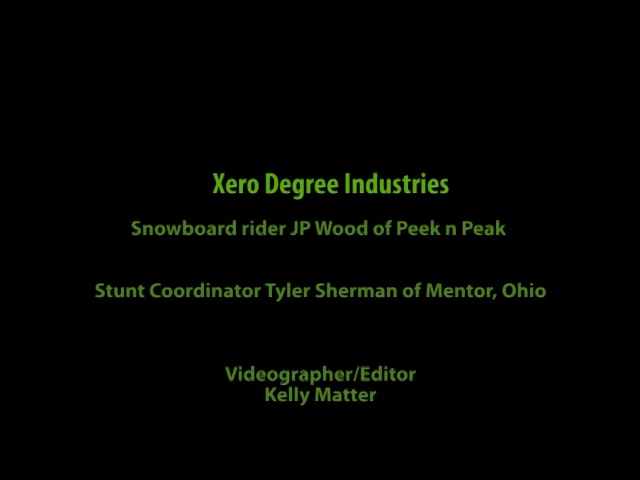 Xero Degree Industries
Snowboard rider JP Wood of Peek n Peak
Stunt Coordinator Tyler Sherman of Mentor, Ohio
Videographer/Editor
Kelly Matter